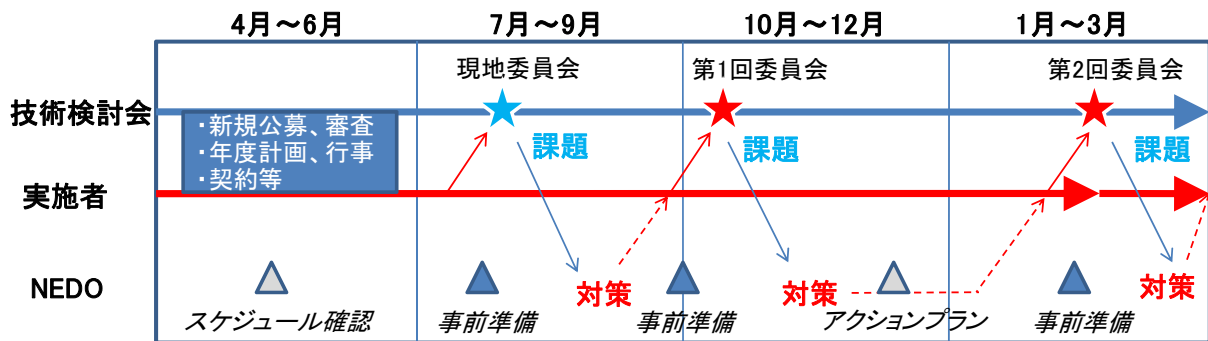 4月～6月
7月～9月
10月～12月
1月～3月
現地委員会
第1回委員会
第2回委員会
技術検討会
・新規公募、審査
・年度計画、行事
・契約等
課題
課題
課題
実施者
NEDO
対策
対策
対策
スケジュール確認
事前準備
事前準備
アクションプラン
事前準備